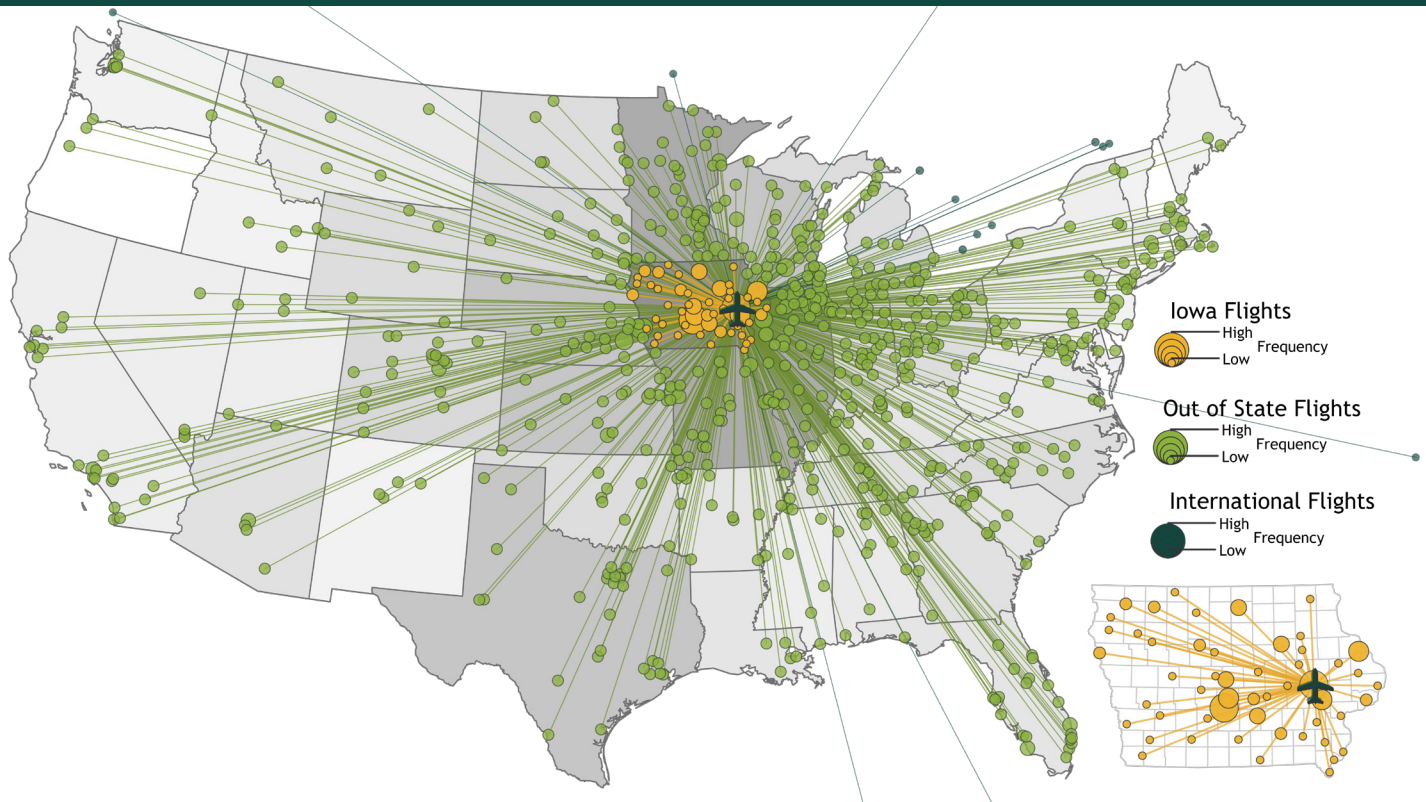 Iowa Flights
High
Frequency
Low
Out of State Flights
High
Frequency
Low
International Flights
High
Frequency
Low